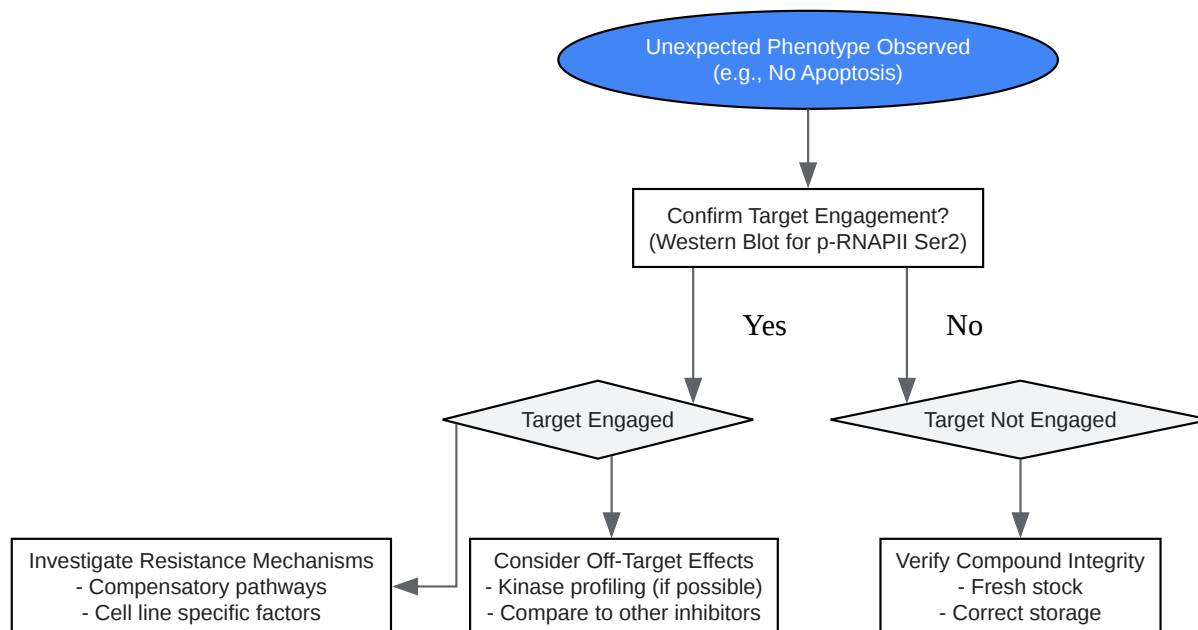 Unexpected Phenotype Observed
(e.g., No Apoptosis)
Confirm Target Engagement?
(Western Blot for p-RNAPII Ser2)
Yes
No
Target Engaged
Target Not Engaged
Investigate Resistance Mechanisms
- Compensatory pathways
- Cell line specific factors
Consider Off-Target Effects
- Kinase profiling (if possible)
- Compare to other inhibitors
Verify Compound Integrity
- Fresh stock
- Correct storage